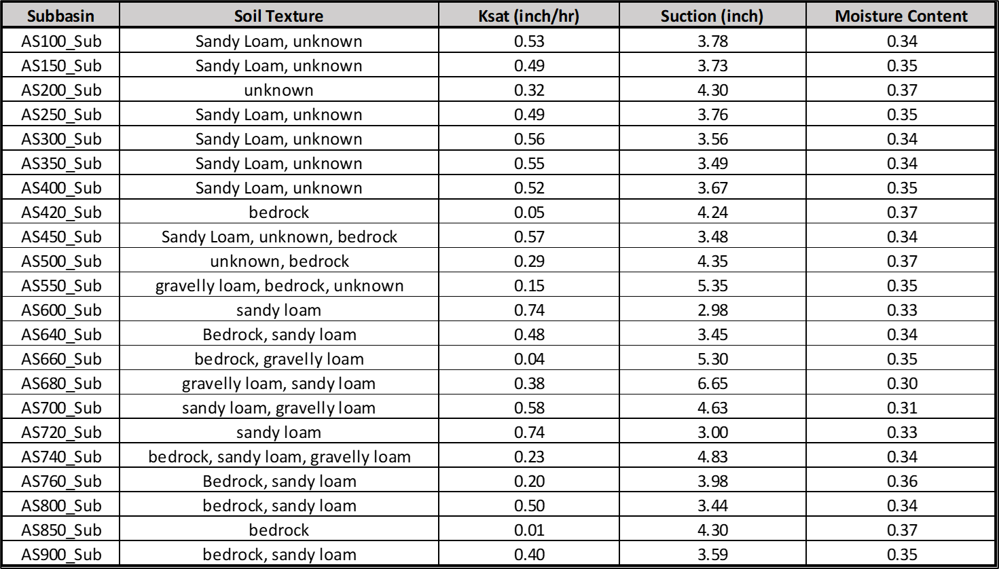 Subbasin Soil Texture Ksat (inch/hr) Suction (inch) Moisture Content
AS100_Sub Sandy Loam, unknown 0.53 3.78 0.34
AS150_Sub Sandy Loam, unknown 0.49 3.73 0.35
AS200_Sub unknown 0.32 4.30 0.37
AS250_Sub Sandy Loam, unknown 0.49 3.76 0.35
AS300_Sub Sandy Loam, unknown 0.56 3.56 0.34
AS350_Sub Sandy Loam, unknown 0.55 3.49 0.34
AS400_Sub Sandy Loam, unknown 0.52 3.67 0.35
AS420_Sub bedrock 0.05 4.24 0.37
AS450_Sub Sandy Loam, unknown, bedrock 0.57 3.48 0.34
AS500_Sub unknown, bedrock 0.29 4.35 0.37
AS550_Sub gravelly loam, bedrock, unknown 0.15 5.35 0.35
AS600_Sub sandy loam 0.74 2.98 0.33
AS640_Sub Bedrock, sandy loam 0.48 3.45 0.34
AS660_Sub bedrock, gravelly loam 0.04 5.30 0.35
AS680_Sub gravelly loam, sandy loam 0.38 6.65 0.30
AS700_Sub sandy loam, gravelly loam 0.58 4.63 0.31
AS720_Sub sandy loam 0.74 3.00 0.33
AS740_Sub bedrock, sandy loam, gravelly loam 0.23 4.83 0.34
AS760_Sub Bedrock, sandy loam 0.20 3.98 0.36
AS800_Sub bedrock, sandy loam 0.50 3.44 0.34
AS850_Sub bedrock 0.01 4.30 0.37
AS900_Sub bedrock, sandy loam 0.40 3.59 0.35